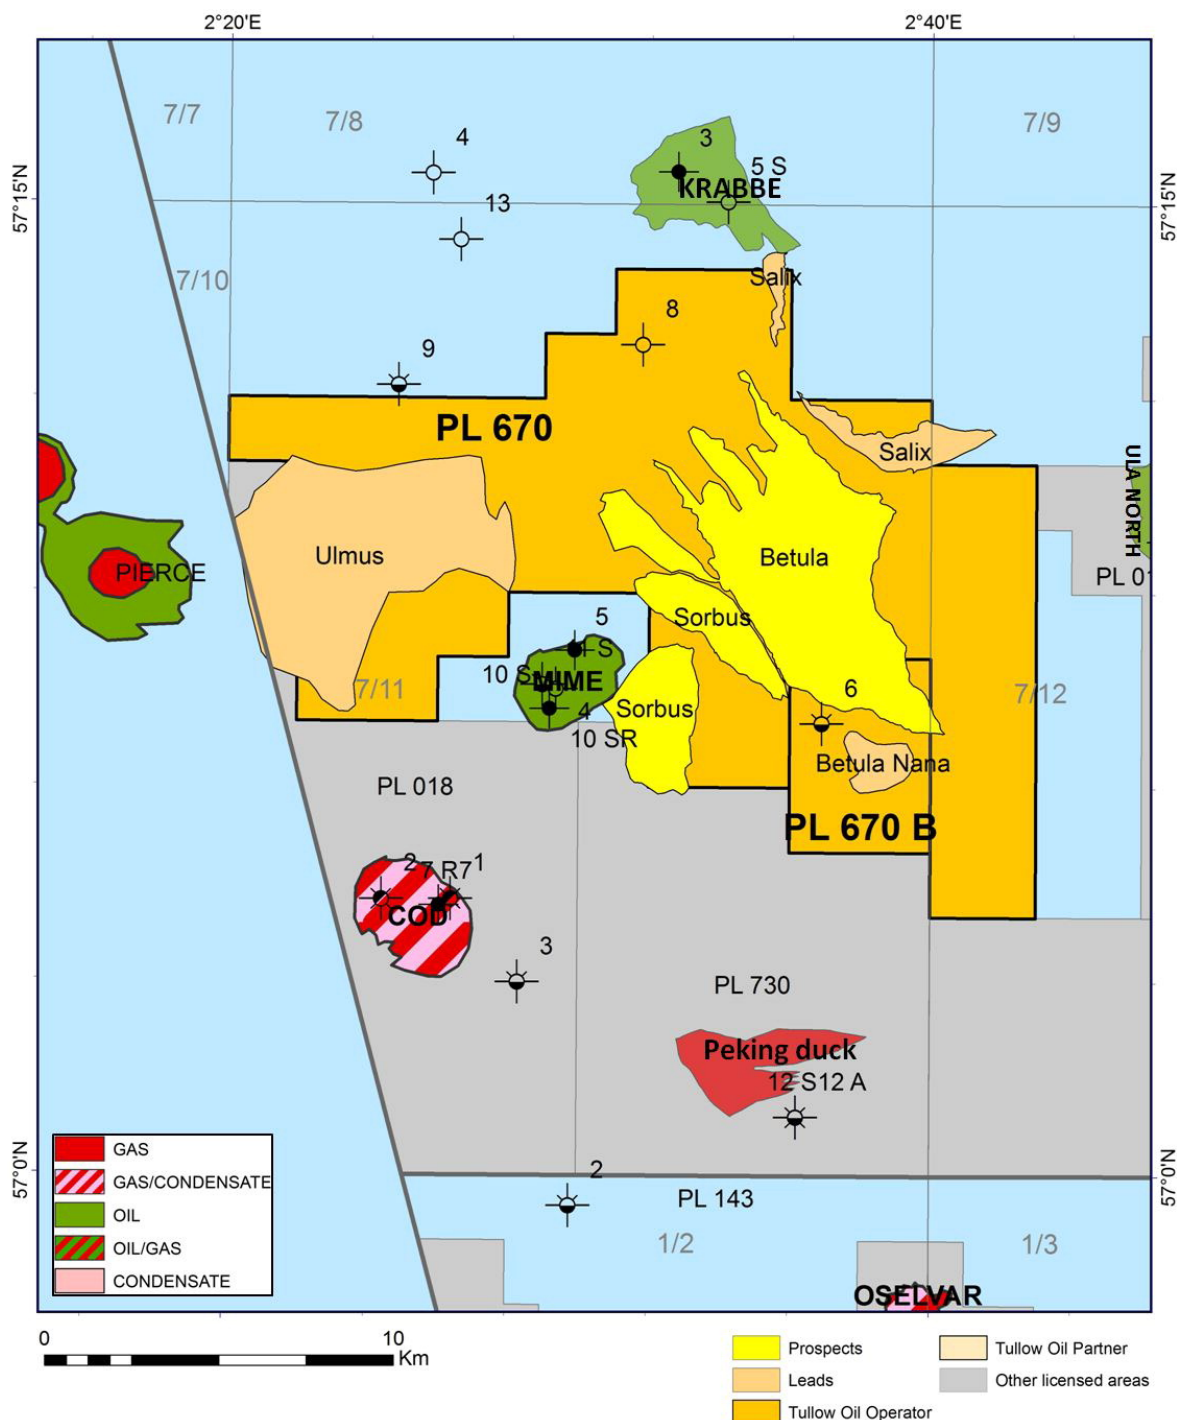 2°20'E
2°40'E
7/7
7/8
4
3
7/9
5 S
KRABBE
57°15'N
57°15'N
13
7/10
Salix
8
9
PL 670
Salix
ULA NORTH
Ulmus
Betula
PIERCE
PL 01
5
Sorbus
S
10 S
MIME
7/11
4
Sorbus
6
7/12
10 SR
Betula Nana
PL 018
PL 670 B
2
7 R7
1
COD
3
PL 730
Peking duck
12 S12 A
57°0'N
57°0'N
2
PL 143
1/2
1/3
OSELVAR
GAS
GAS/CONDENSATE
OIL
OIL/GAS
CONDENSATE
0
10
Km
Prospects
Leads
Tullow Oil Operator
Tullow Oil Partner
Other licensed areas